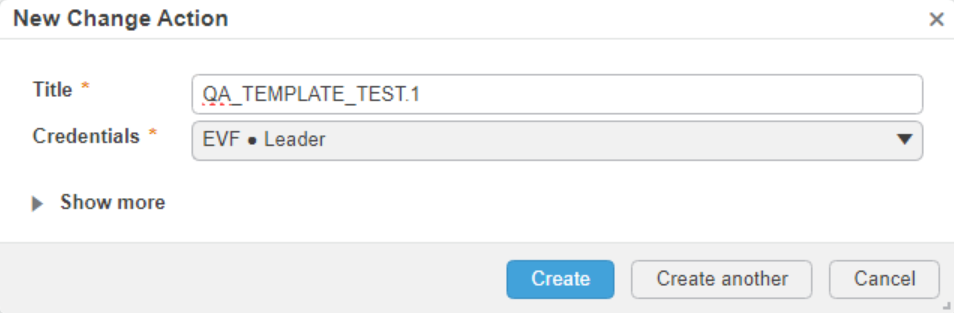 New Change Action
Title *
QA_TEMPLATE_TEST.1
Credentials *
EVF ● Leader
Show more
Create
Create another
Cancel